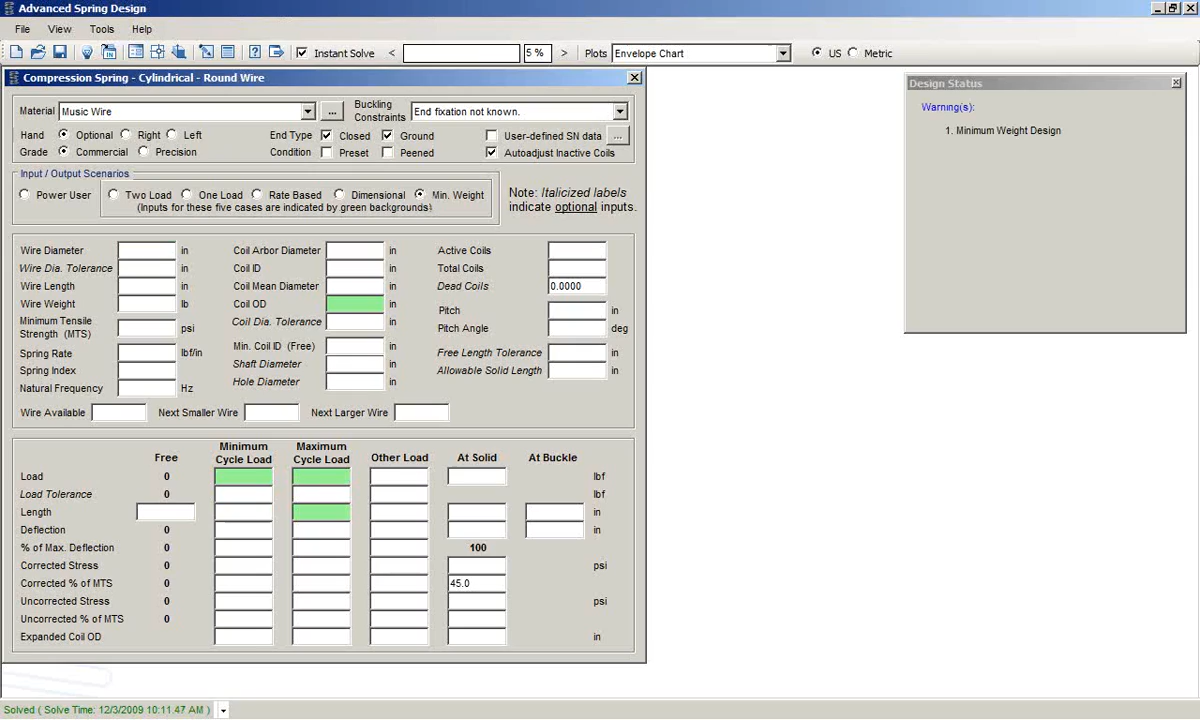 Advanced Spring Design
File View Tools Help
Instant Solve < 5 % > Plots Envelope Chart US Metric
Compression Spring - Cylindrical - Round Wire
Design Status
Warning(s):
1. Minimum Weight Design
Material Music Wire ... Buckling Constraints End fixation not known.
Hand Optional Right Left End Type Closed Ground User-defined SN data ...
Grade Commercial Precision Condition Preset Peened Autoadjust Inactive Coils
Input / Output Scenarios
Power User Two Load One Load Rate Based Dimensional Min. Weight
(Inputs for these five cases are indicated by green backgrounds)
Note: Italicized labels
indicate optional inputs.
Wire Diameter in Coil Arbor Diameter in Active Coils
Wire Dia. Tolerance in Coil ID in Total Coils
Wire Length in Coil Mean Diameter in Dead Coils 0.0000
Wire Weight lb Coil OD in Pitch in
Minimum Tensile
Strength (MTS) psi Coil Dia. Tolerance in Pitch Angle deg
Spring Rate lbf/in Min. Coil ID (Free) in Free Length Tolerance in
Spring Index Shaft Diameter in Allowable Solid Length in
Natural Frequency Hz Hole Diameter in
Wire Available Next Smaller Wire Next Larger Wire
Free Minimum Cycle Load Maximum Cycle Load Other Load At Solid At Buckle
Load 0 lbf
Load Tolerance 0 lbf
Length in
Deflection 0 in
% of Max. Deflection 0 100
Corrected Stress 0 psi
Corrected % of MTS 0 45.0
Uncorrected Stress 0 psi
Uncorrected % of MTS 0
Expanded Coil OD in
Solved ( Solve Time: 12/3/2009 10:11.47 AM )